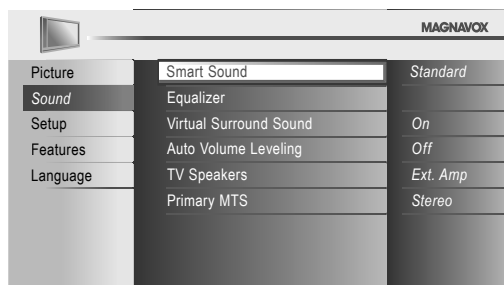 MAGNAVOX
Picture Smart Sound Standard
Sound Equalizer
Setup Virtual Surround Sound On
Features Auto Volume Leveling Off
Language TV Speakers Ext. Amp
Primary MTS Stereo